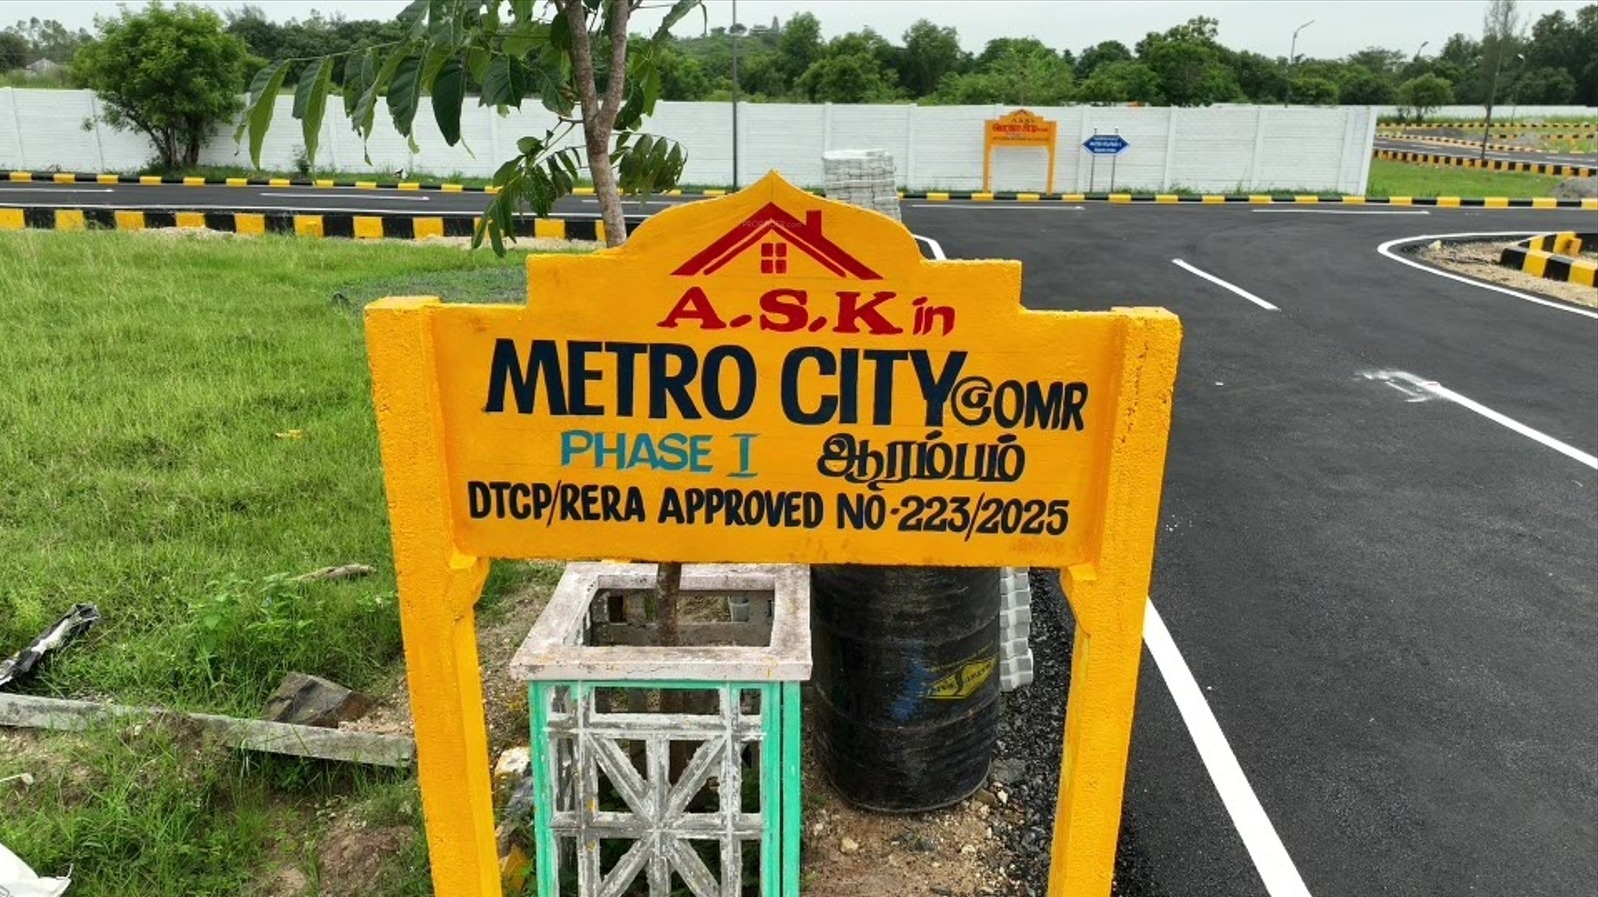 A.S.K in
METRO CITY@OMR
PHASE I ஆரம்பம்
DTCP/RERA APPROVED NO-223/2025